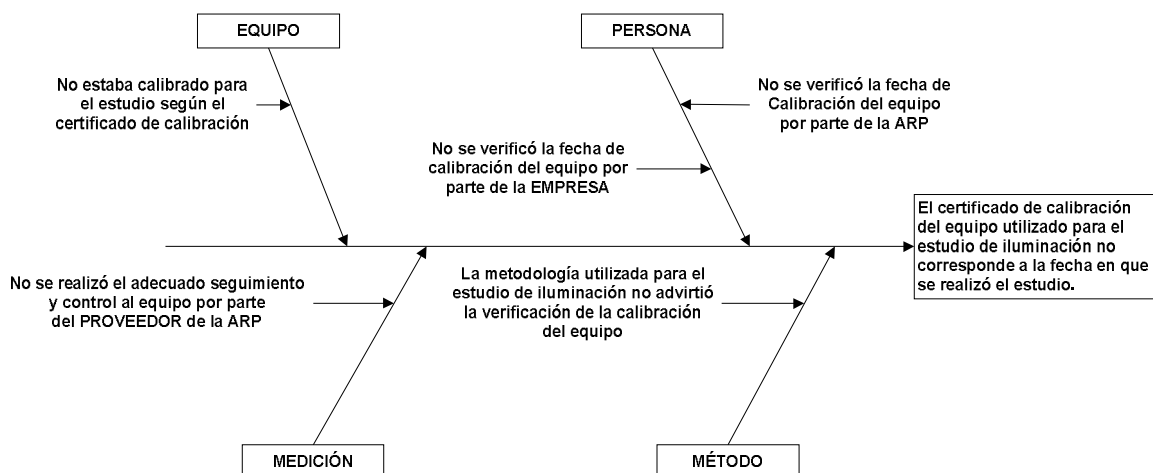 EQUIPO
PERSONA
No estaba calibrado para
el estudio según el
certificado de calibración
No se verificó la fecha de
Calibración del equipo
por parte de la ARP
No se verificó la fecha de
calibración del equipo por
parte de la EMPRESA
El certificado de calibración
del equipo utilizado para el
estudio de iluminación no
corresponde a la fecha en que
se realizó el estudio.
No se realizó el adecuado seguimiento
y control al equipo por parte
del PROVEEDOR de la ARP
La metodología utilizada para el
estudio de iluminación no advirtió
la verificación de la calibración
del equipo
MEDICIÓN
MÉTODO